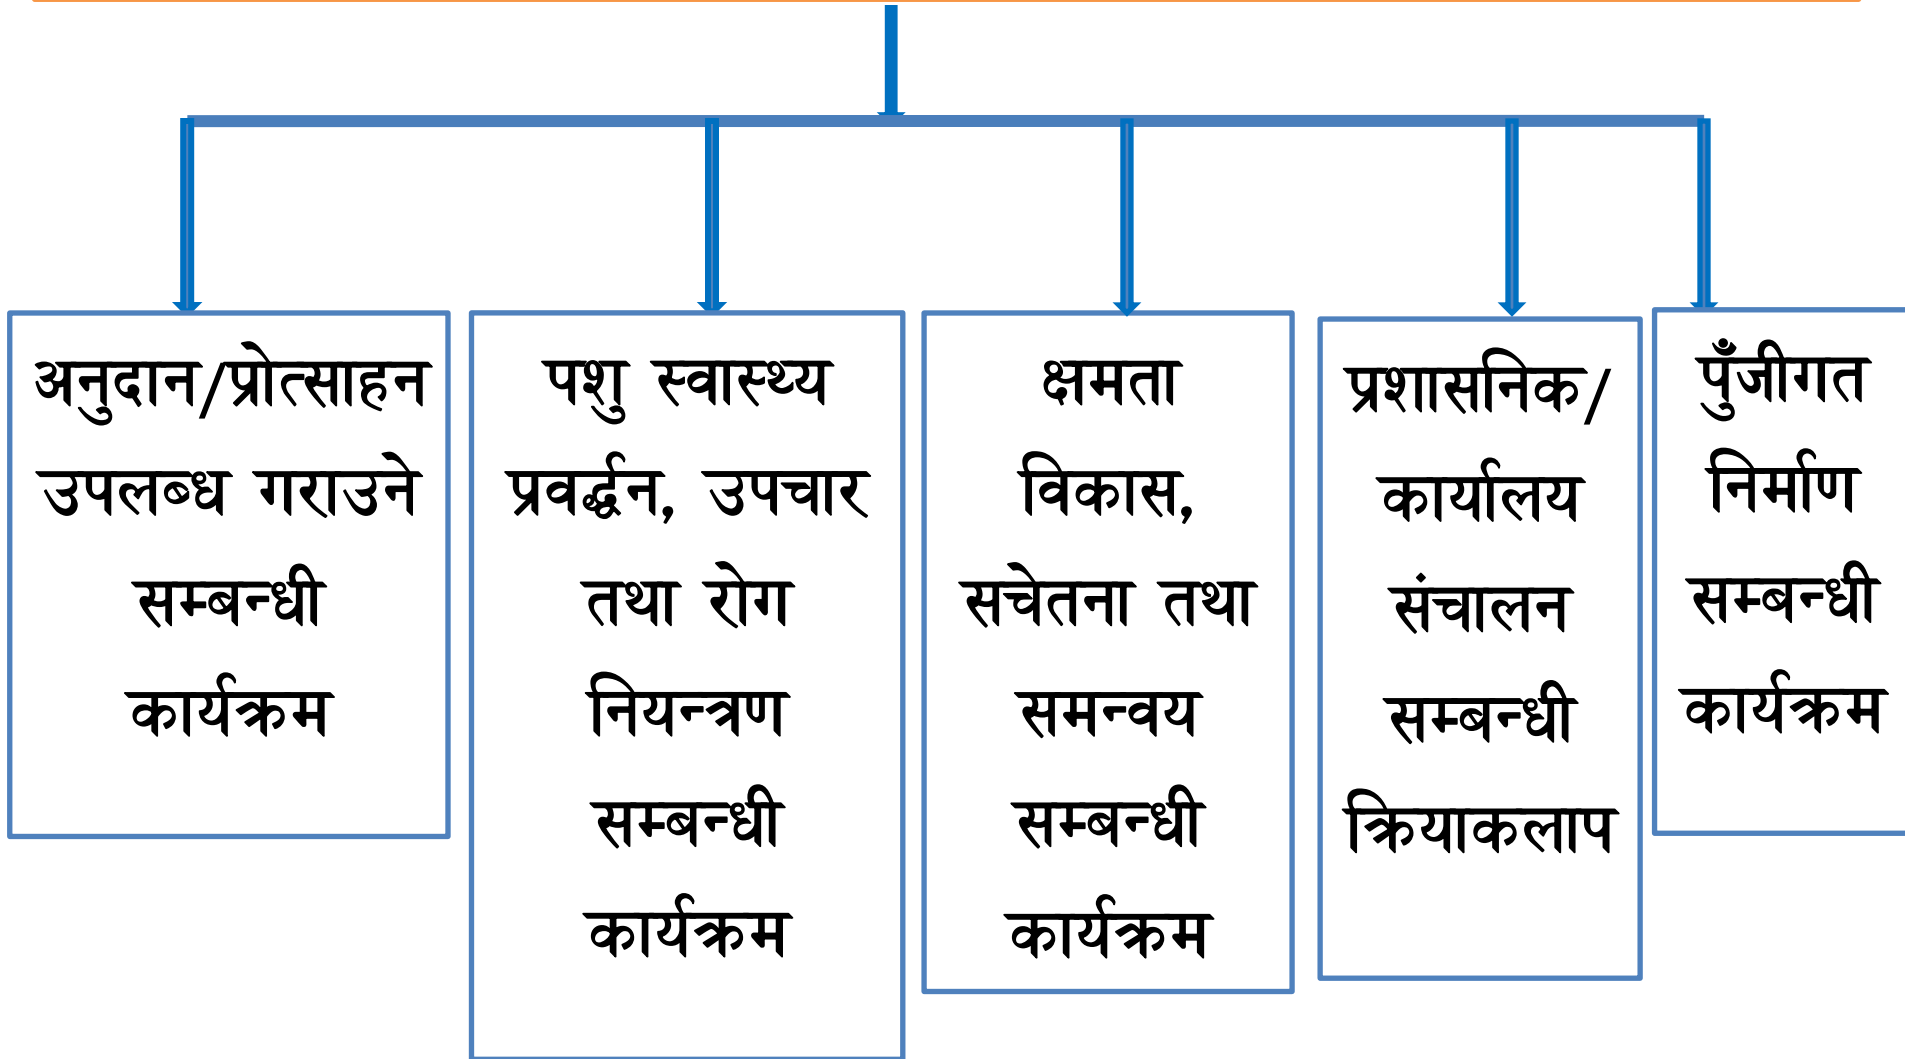 अनुदान/प्रोत्साहन
उपलब्ध गराउने
सम्बन्धी
कार्यक्रम
पशु स्वास्थ्य
प्रवर्द्धन, उपचार
तथा रोग
नियन्त्रण
सम्बन्धी
कार्यक्रम
क्षमता
विकास,
सचेतना तथा
समन्वय
सम्बन्धी
कार्यक्रम
प्रशासनिक/
कार्यालय
संचालन
सम्बन्धी
क्रियाकलाप
पुँजीगत
निर्माण
सम्बन्धी
कार्यक्रम